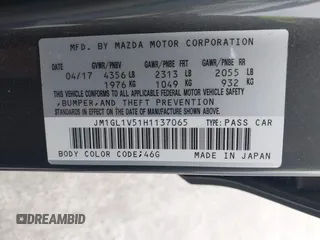 MFD. BY MAZDA MOTOR CORPORATION
GVWR/PNBV GAWR/PNBE FRT GAWR/PNBE RR
04/17 4356 LB 2313 LB 2055 LB
1976 KG 1049 KG 932 KG
THIS VEHICLE CONFORMS TO ALL APPLICABLE FEDERAL MOTOR VEHICLE SAFETY
,BUMPER,AND THEFT PREVENTION
JM1GL1V51H1137065 TYPE:PASS CAR
BODY COLOR CODE:46G MADE IN JAPAN
DREAMBID